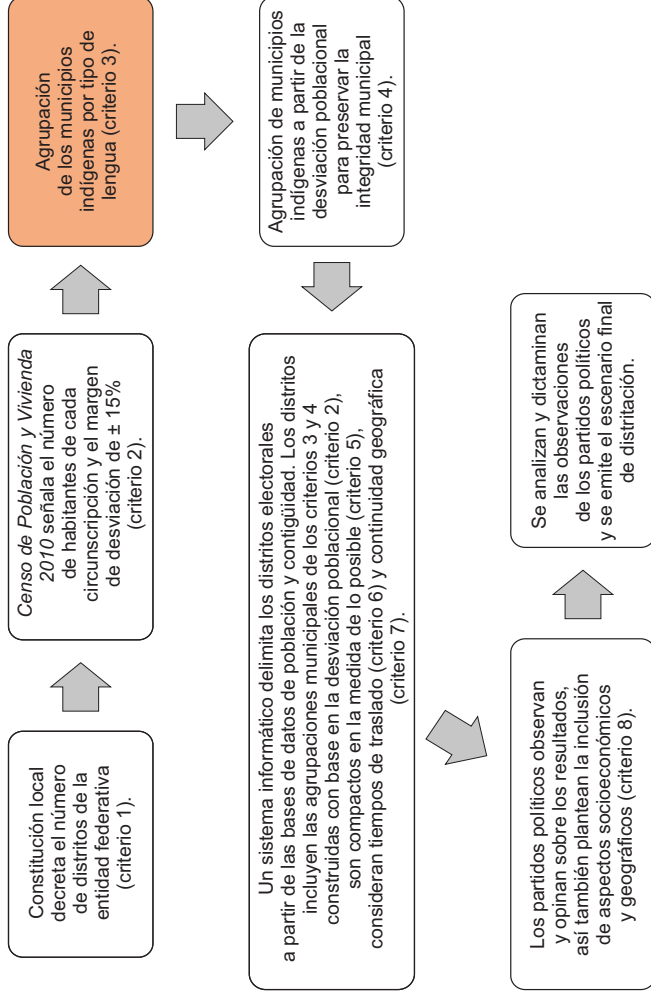 Constitución local
decreta el número
de distritos de la
entidad federativa
(criterio 1).
Censo de Población y Vivienda
2010 señala el número
de habitantes de cada
circunscripción y el margen
de desviación de ± 15%
(criterio 2).
Agrupación
de los municipios
indígenas por tipo de
lengua (criterio 3).
Agrupación de municipios
indígenas a partir de la
desviación poblacional
para preservar la
integridad municipal
(criterio 4).
Un sistema informático delimita los distritos electorales
a partir de las bases de datos de población y contigüidad. Los distritos
incluyen las agrupaciones municipales de los criterios 3 y 4
construidas con base en la desviación poblacional (criterio 2),
son compactos en la medida de lo posible (criterio 5),
consideran tiempos de traslado (criterio 6) y continuidad geográfica
(criterio 7).
Los partidos políticos observan
y opinan sobre los resultados,
así también plantean la inclusión
de aspectos socioeconómicos
y geográficos (criterio 8).
Se analizan y dictaminan
las observaciones
de los partidos políticos
y se emite el escenario final
de distritación.